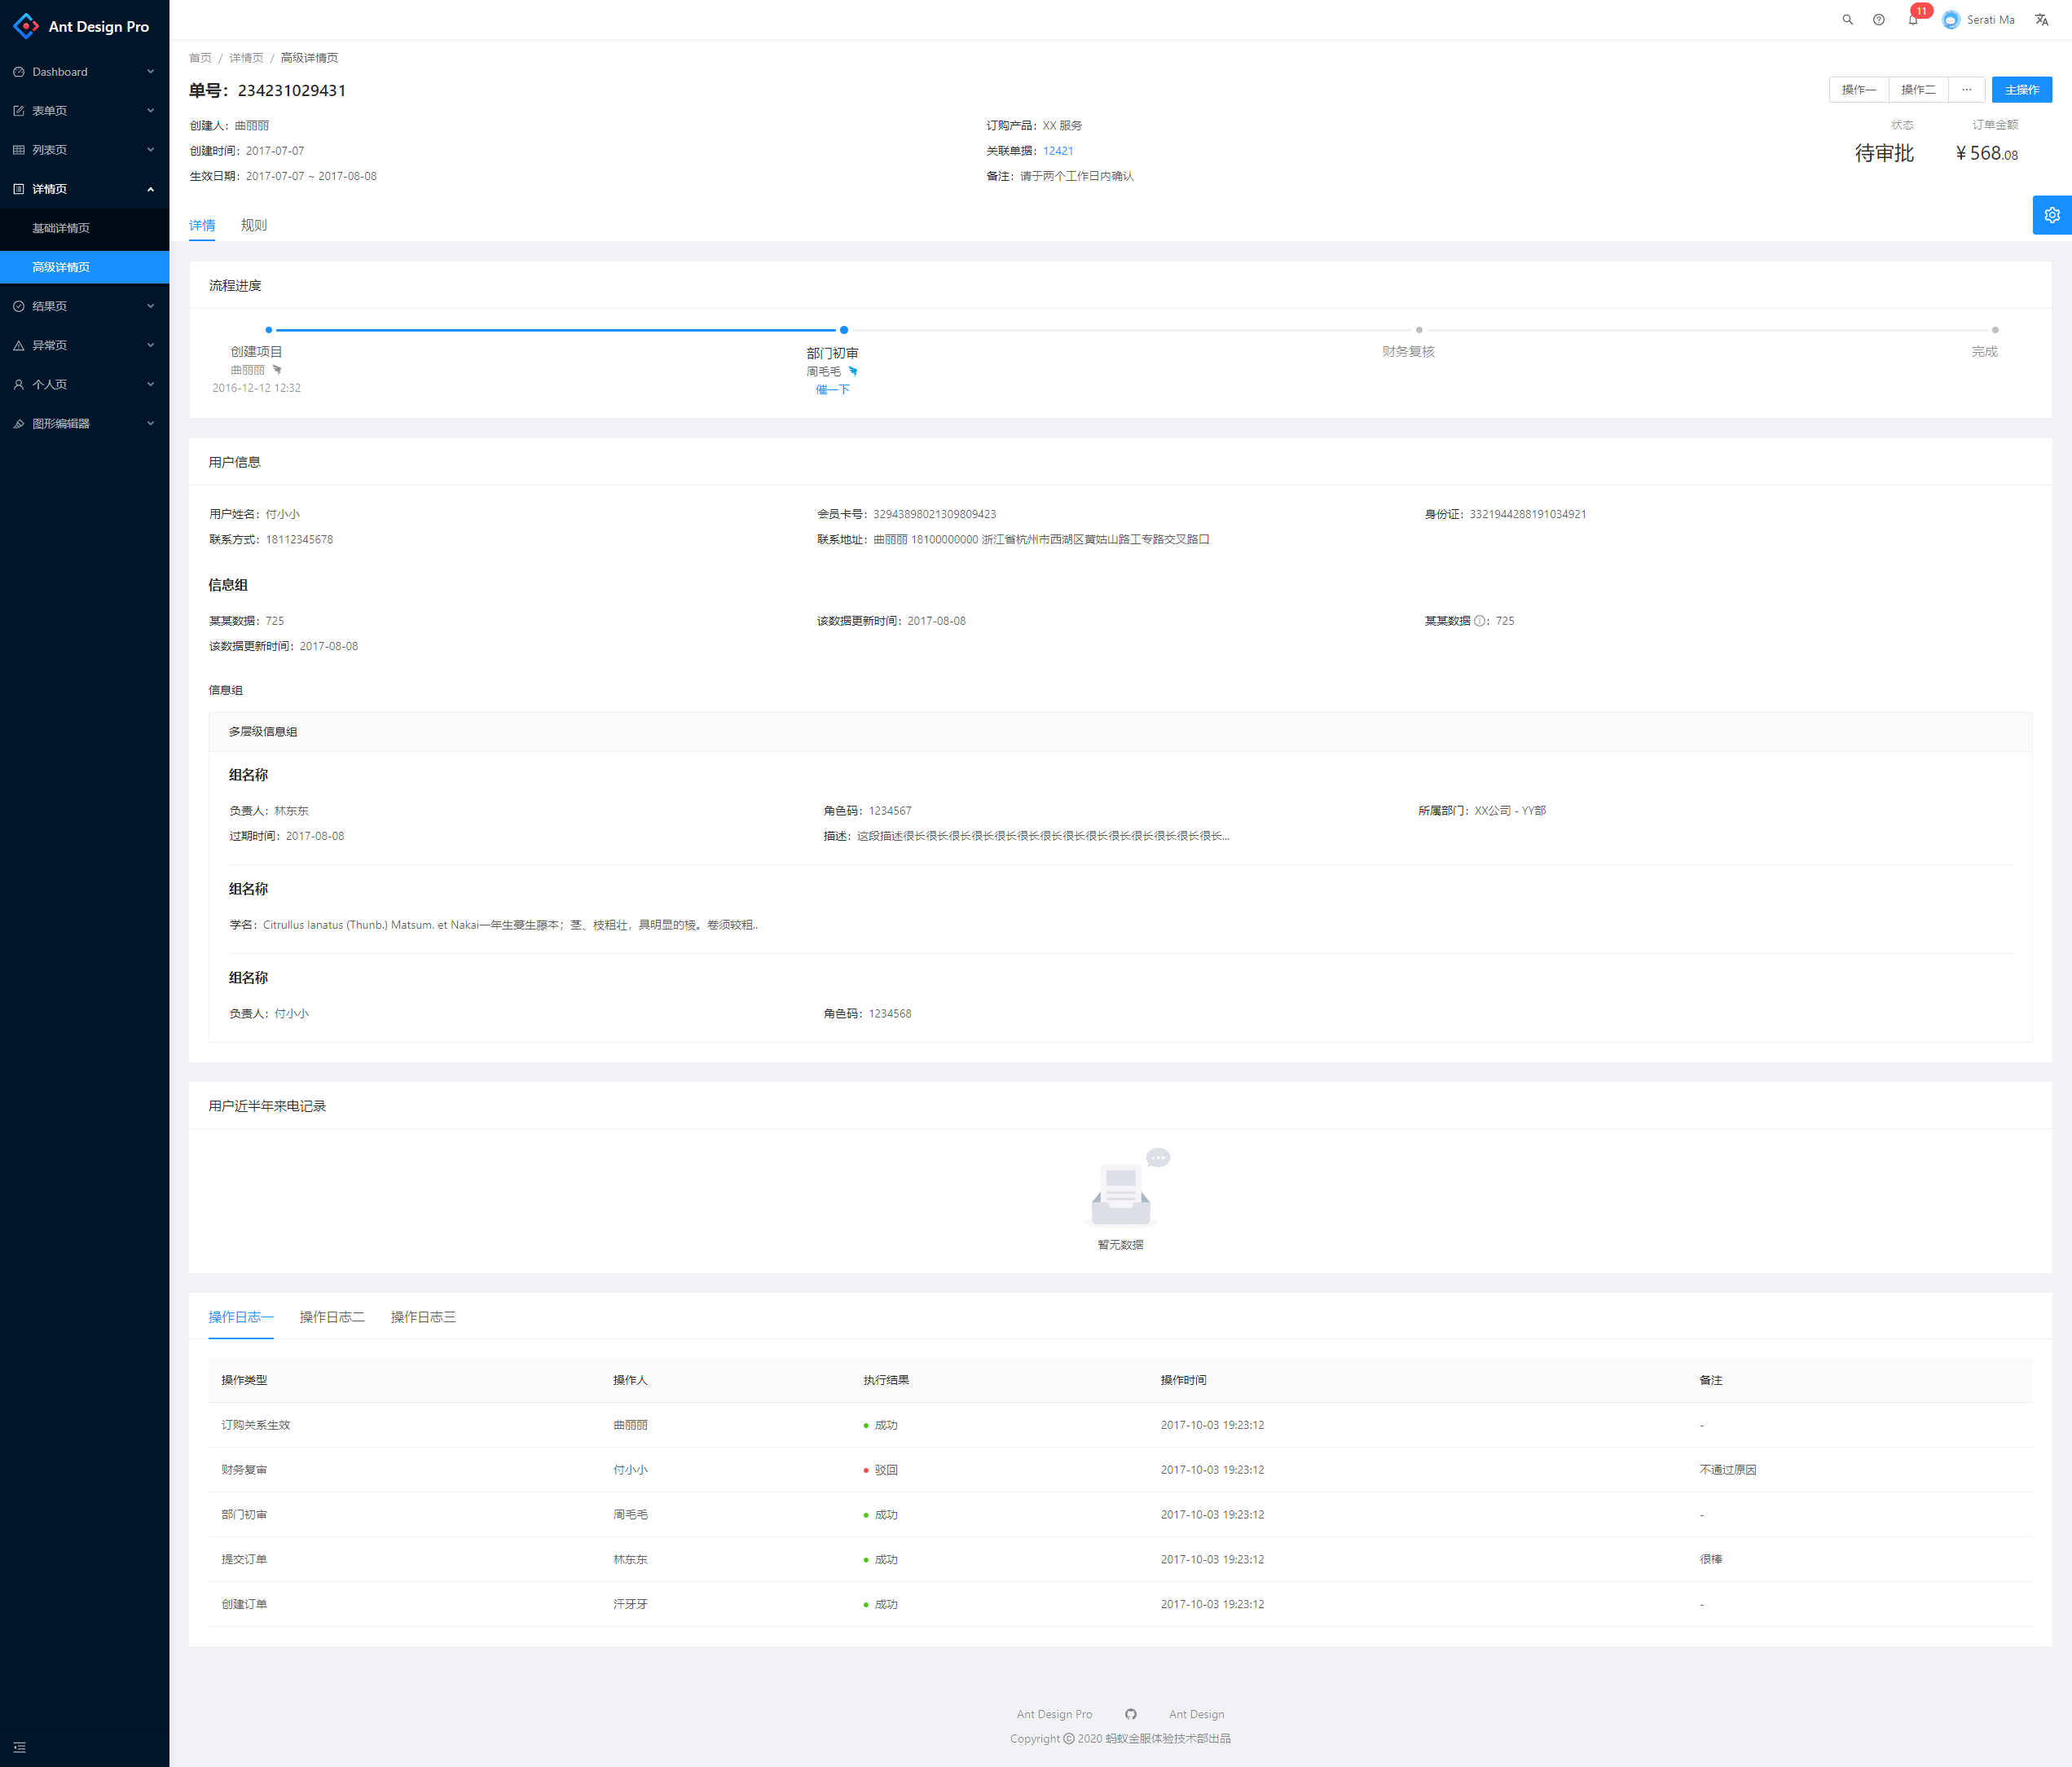 Ant Design Pro
Dashboard
表单页
列表页
详情页
基础详情页
高级详情页
结果页
异常页
个人页
图形编辑器
11
Serati Ma
首页 / 详情页 / 高级详情页
单号：234231029431
操作一 操作二 ··· 主操作
创建人：曲丽丽 订购产品：XX 服务
创建时间：2017-07-07 关联单据：12421
生效日期：2017-07-07 ~ 2017-08-08 备注：请于两个工作日内确认
状态 订单金额
待审批 ¥ 568.08
详情 规则
流程进度
创建项目 部门初审 财务复核 完成
曲丽丽 周毛毛
2016-12-12 12:32 催一下
用户信息
用户姓名：付小小 会员卡号：32943898021309809423 身份证：3321944288191034921
联系方式：18112345678 联系地址：曲丽丽 18100000000 浙江省杭州市西湖区黄姑山路工专路交叉路口
信息组
某某数据：725 该数据更新时间：2017-08-08 某某数据：725
该数据更新时间：2017-08-08
信息组
多层级信息组
组名称
负责人：林东东 角色码：1234567 所属部门：XX公司 - YY部
过期时间：2017-08-08 描述：这段描述很长很长很长很长很长很长很长很长很长很长很长很长很长很长...
组名称
学名：Citrullus lanatus (Thunb.) Matsum. et Nakai一年生蔓生藤本；茎、枝粗壮，具明显的棱。卷须较粗..
组名称
负责人：付小小 角色码：1234568
用户近半年来电记录
暂无数据
操作日志一 操作日志二 操作日志三
操作类型 操作人 执行结果 操作时间 备注
订购关系生效 曲丽丽 成功 2017-10-03 19:23:12 -
财务复审 付小小 驳回 2017-10-03 19:23:12 不通过原因
部门初审 周毛毛 成功 2017-10-03 19:23:12 -
提交订单 林东东 成功 2017-10-03 19:23:12 很棒
创建订单 汗牙牙 成功 2017-10-03 19:23:12 -
Ant Design Pro Ant Design
Copyright © 2020 蚂蚁金服体验技术部出品